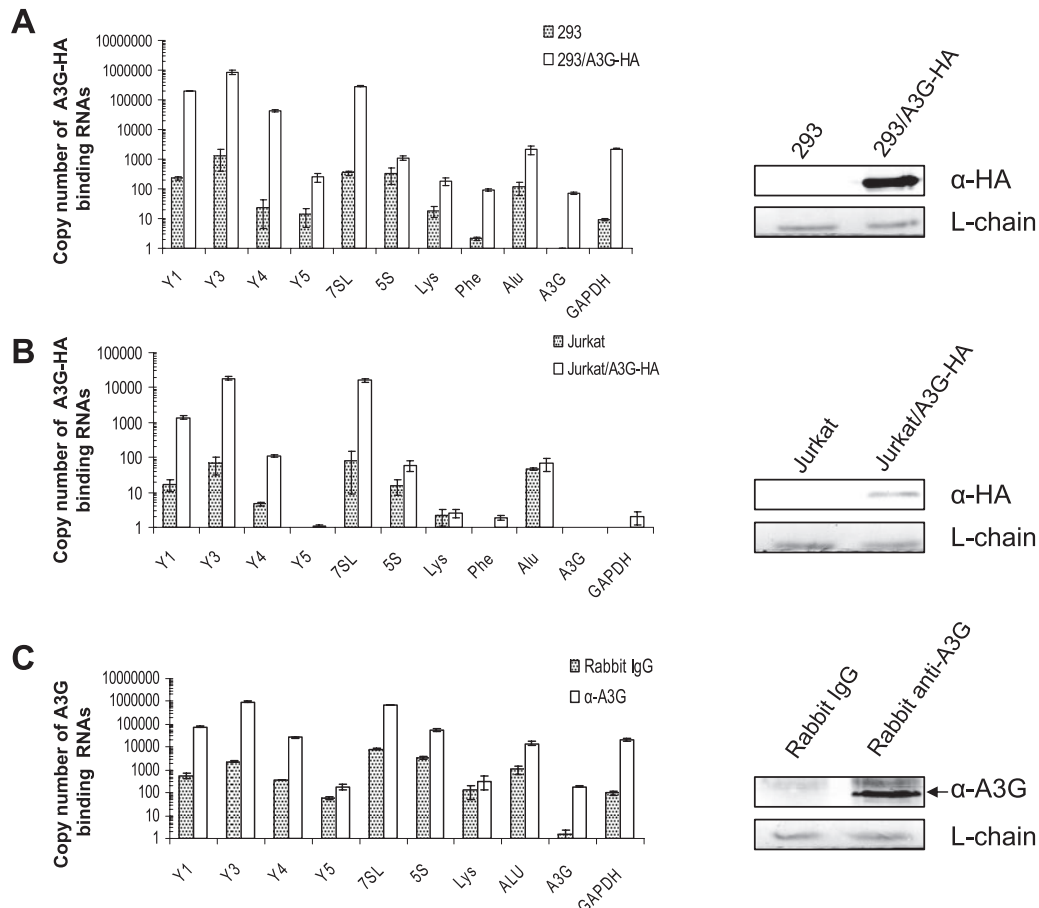 A
Copy number of A3G-HA
binding RNAs
10000000
1000000
100000
10000
1000
100
10
1
293
293/A3G-HA
Y1
Y3
Y4
Y5
7SL
5S
Lys
Phe
Alu
A3G
GAPDH
293
293/A3G-HA
α-HA
L-chain
B
Copy number of A3G-HA
binding RNAs
100000
10000
1000
100
10
1
Jurkat
Jurkat/A3G-HA
Y1
Y3
Y4
Y5
7SL
5S
Lys
Phe
Alu
A3G
GAPDH
Jurkat
Jurkat/A3G-HA
α-HA
L-chain
C
Copy number of A3G
binding RNAs
10000000
1000000
100000
10000
1000
100
10
1
Rabbit IgG
α-A3G
Y1
Y3
Y4
Y5
7SL
5S
Lys
ALU
A3G
GAPDH
Rabbit IgG
Rabbit anti-A3G
α-A3G
L-chain